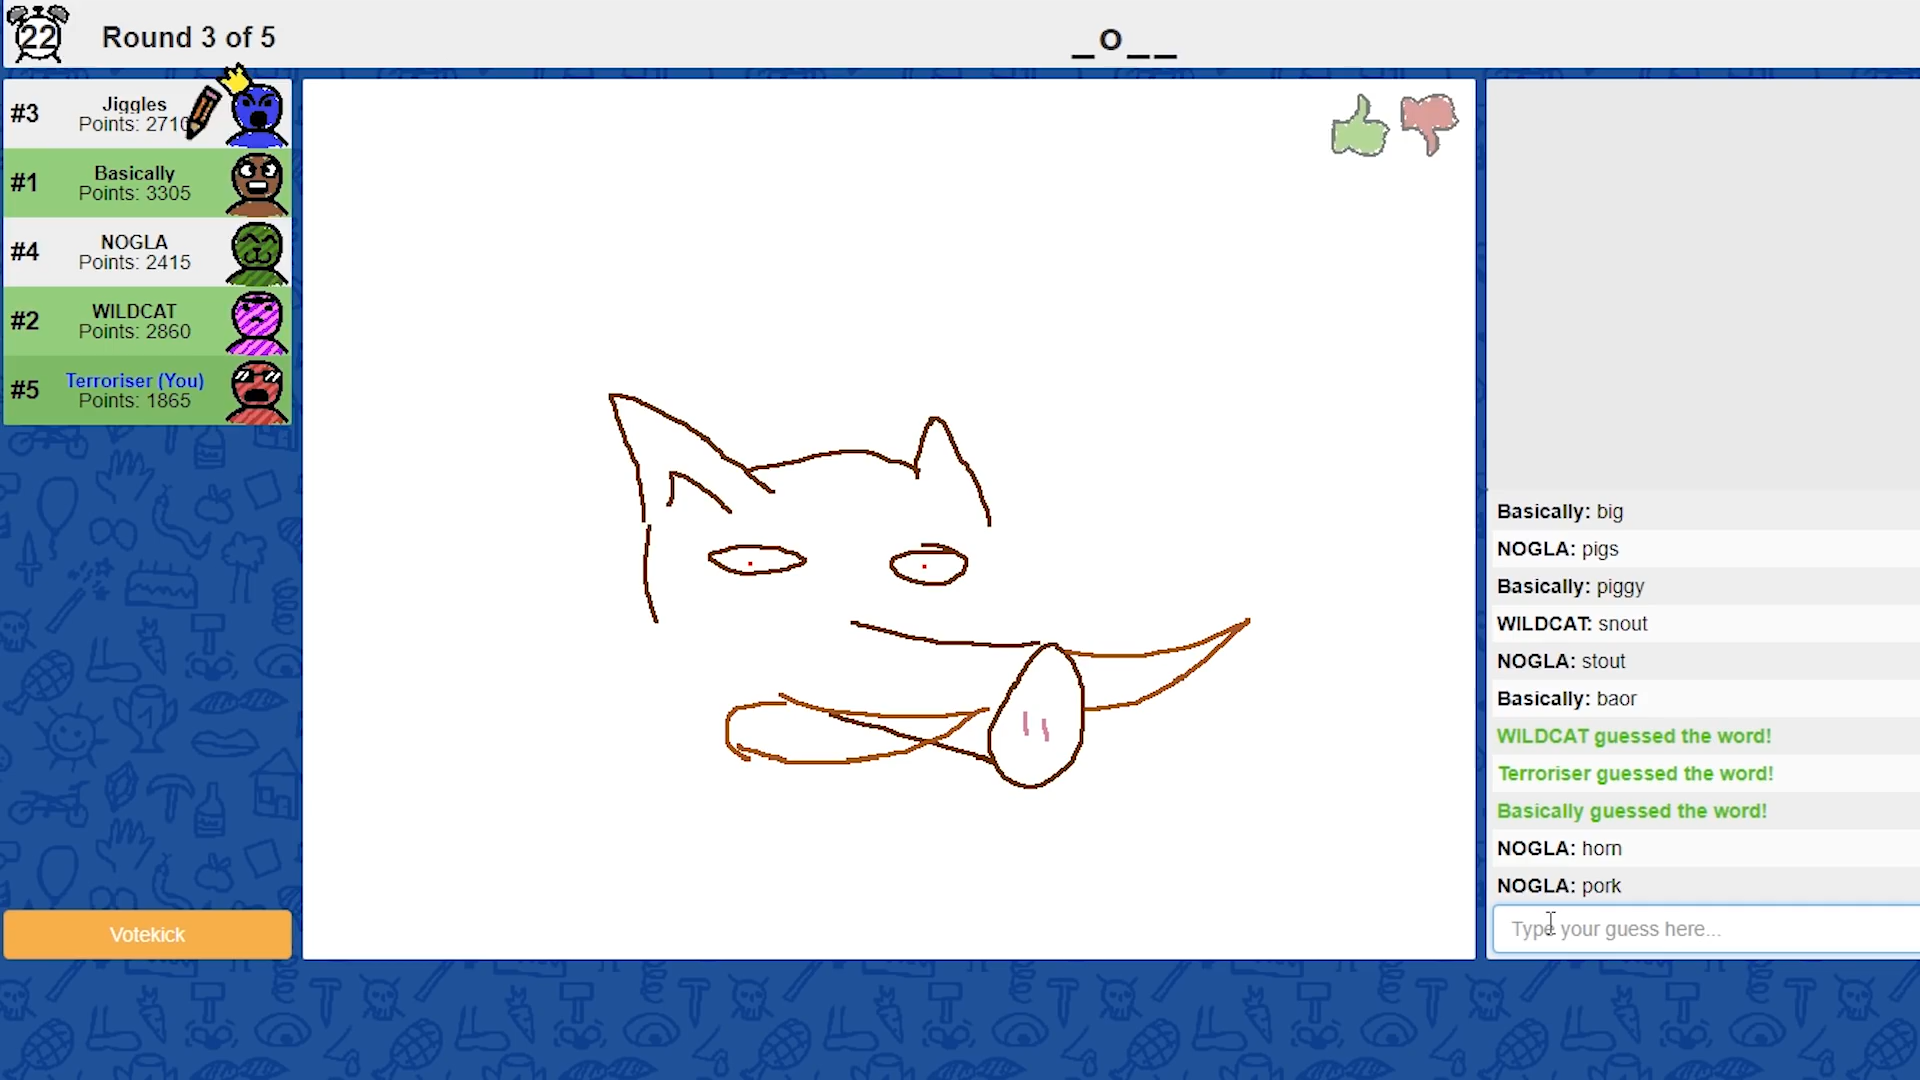 22
Round 3 of 5
_o__
#3
Jiggles
Points: 2710
#1
Basically
Points: 3305
#4
NOGLA
Points: 2415
#2
WILDCAT
Points: 2860
#5
Terroriser (You)
Points: 1865
Votekick
Basically: big
NOGLA: pigs
Basically: piggy
WILDCAT: snout
NOGLA: stout
Basically: baor
WILDCAT guessed the word!
Terroriser guessed the word!
Basically guessed the word!
NOGLA: horn
NOGLA: pork
Type your guess here...